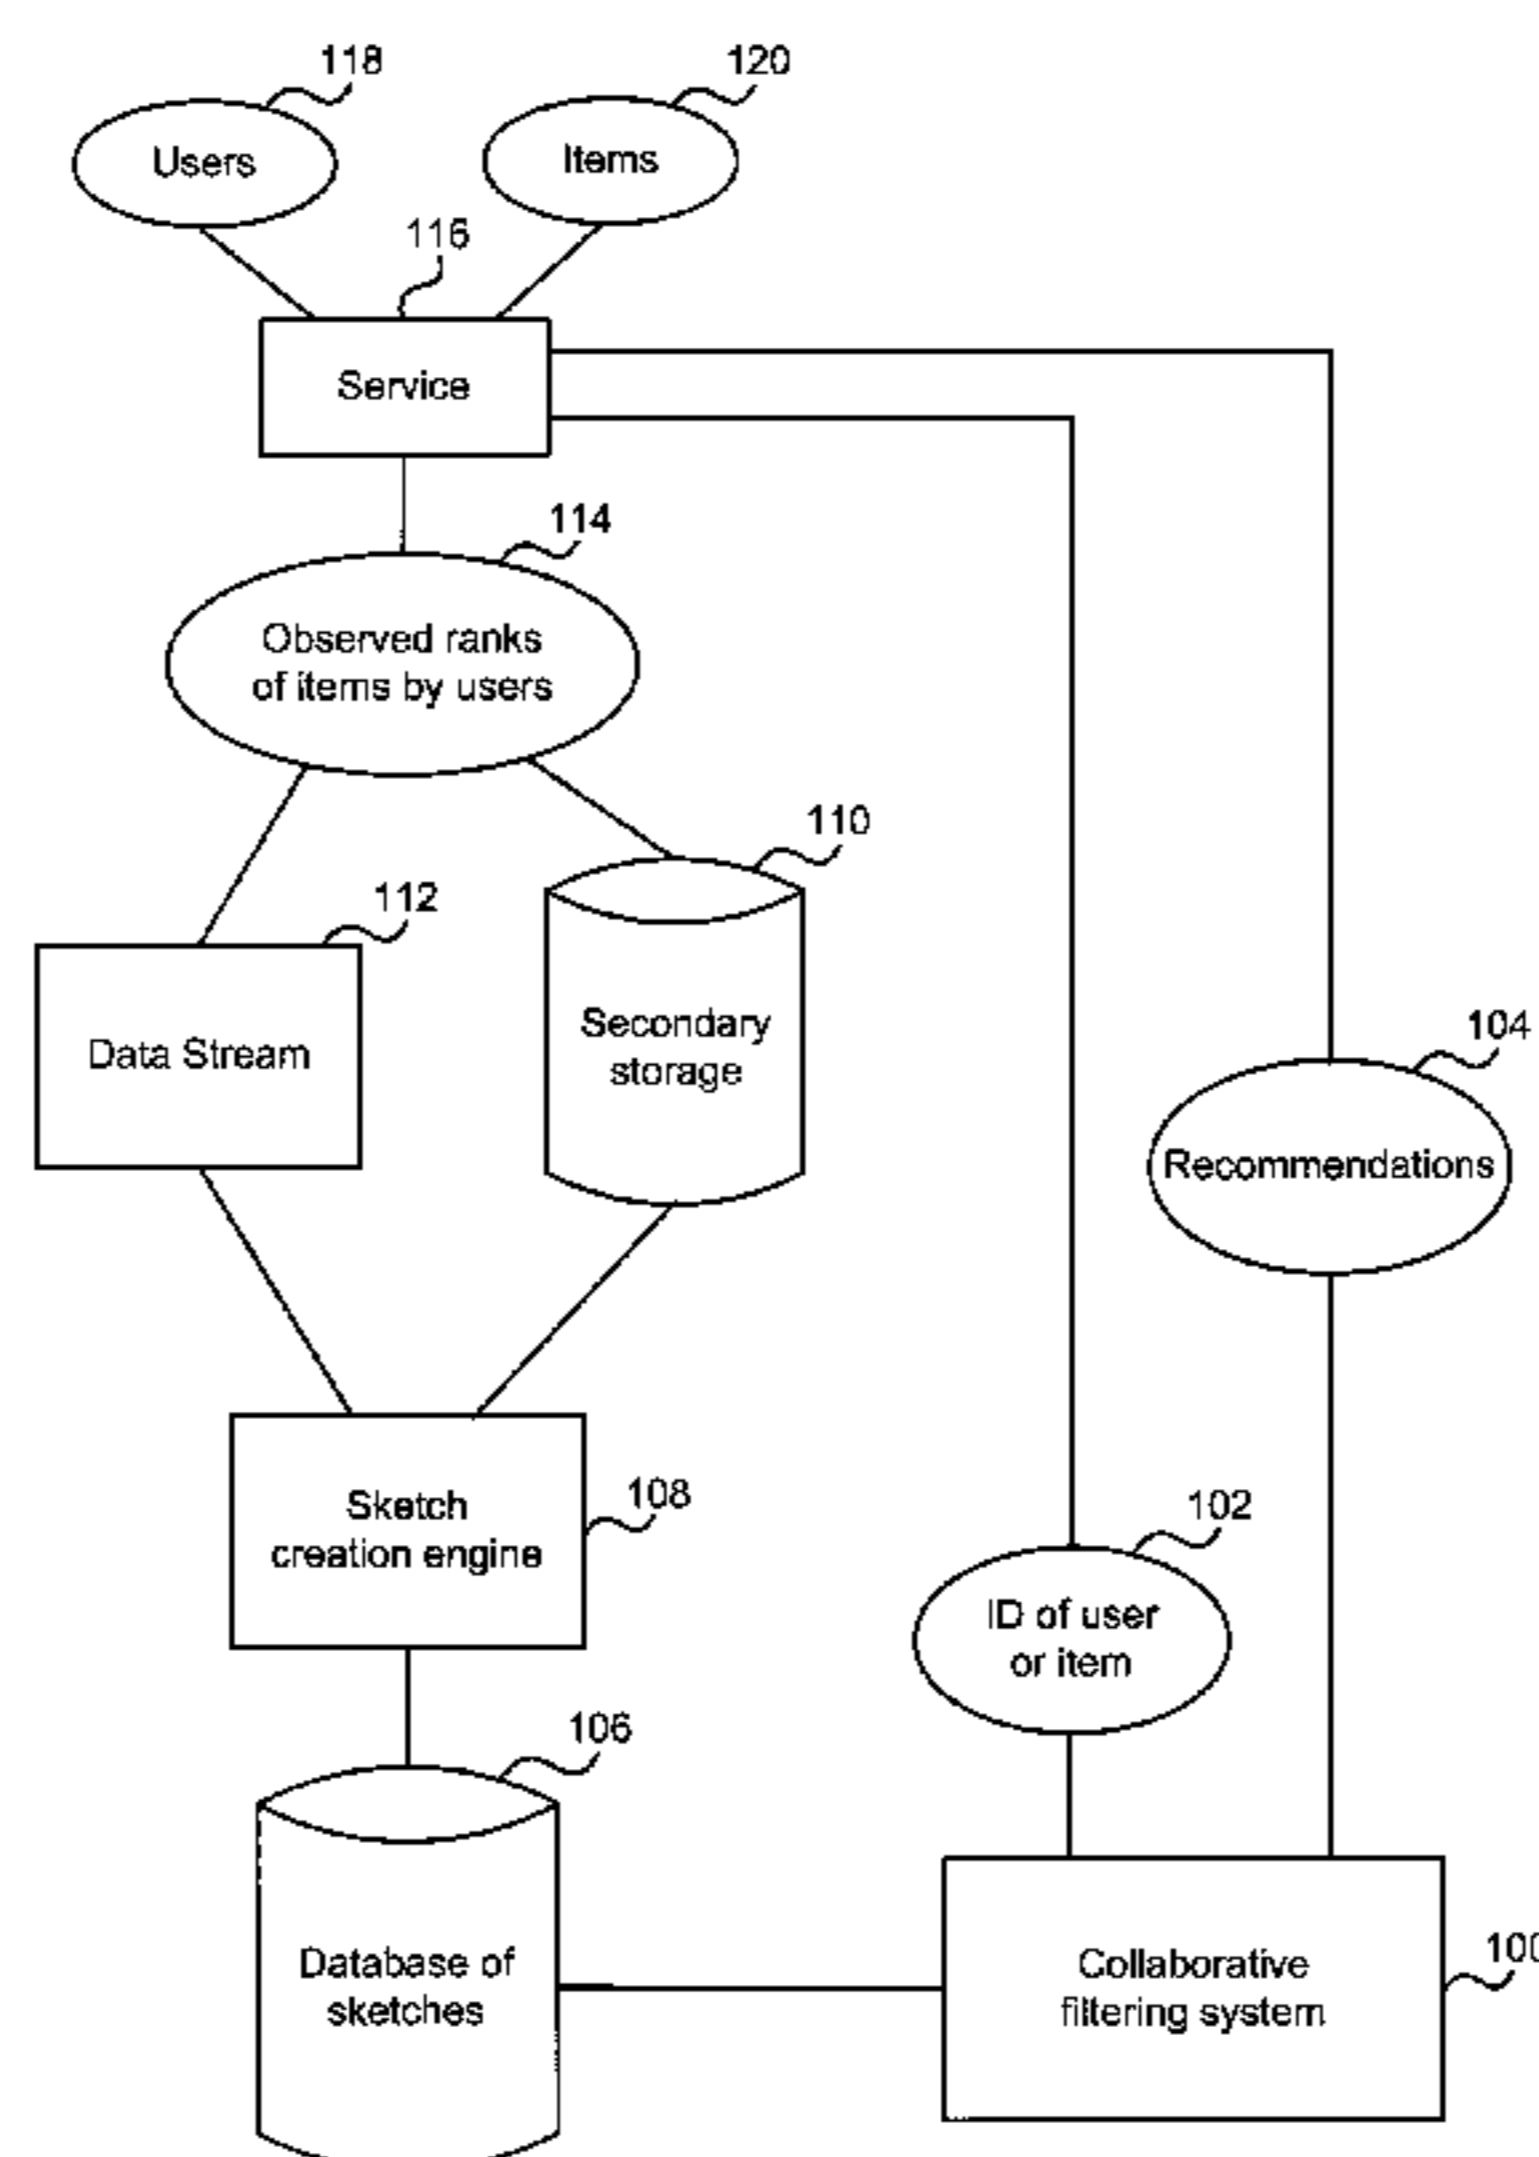 118
120
Users
Items
116
Service
114
Observed ranks
of items by users
110
112
Secondary
storage
Data Stream
104
Recommendations
Sketch
creation engine
108
102
ID of user
or item
106
Database of
sketches
Collaborative
filtering system
100